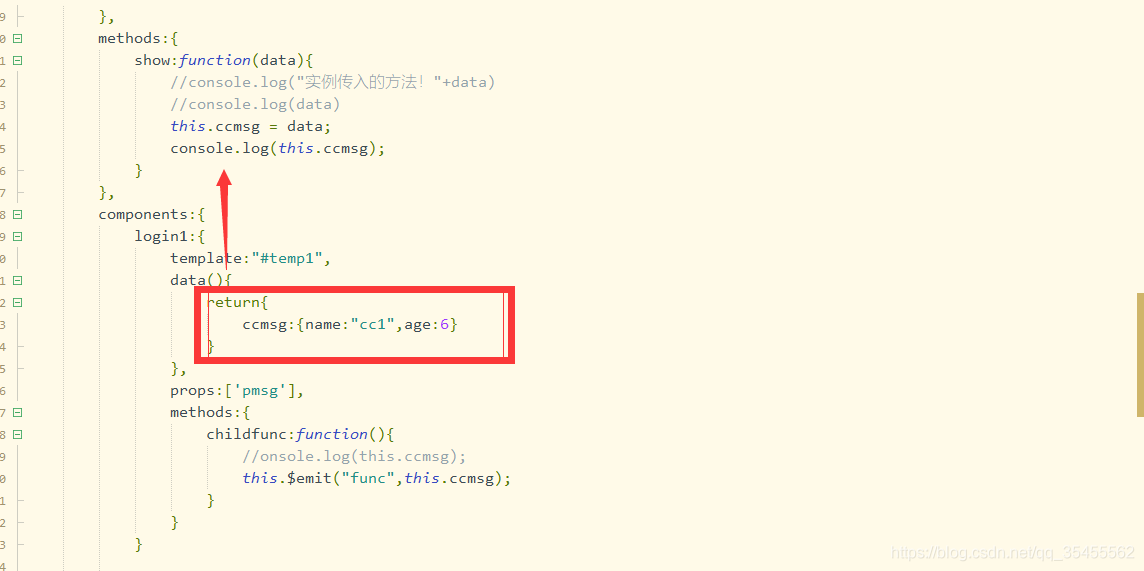 9 },
0 methods:{
1 show:function(data){
2 //console.log("实例传入的方法！"+data)
3 //console.log(data)
4 this.ccmsg = data;
5 console.log(this.ccmsg);
6 }
7 },
8 components:{
9 login1:{
0 template:"#temp1",
1 data(){
2 return{
3 ccmsg:{name:"cc1",age:6}
4 }
5 },
6 props:['pmsg'],
7 methods:{
8 childfunc:function(){
9 //onsole.log(this.ccmsg);
0 this.$emit("func",this.ccmsg);
1 }
2 }
3 }
4
https://blog.csdn.net/qq_35455562